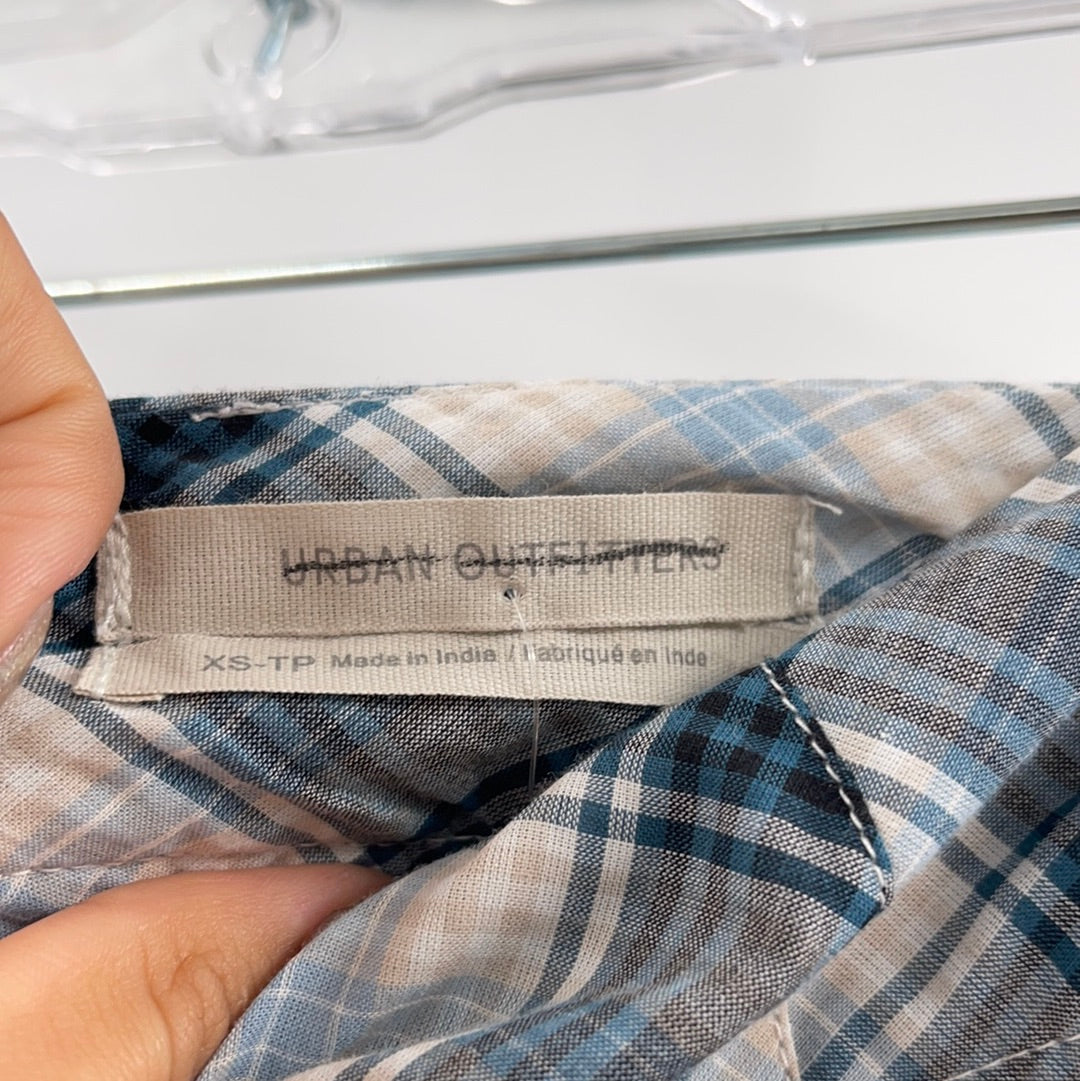 URBAN OUTFITTERS
XS-TP Made in India / Fabriqué en Inde